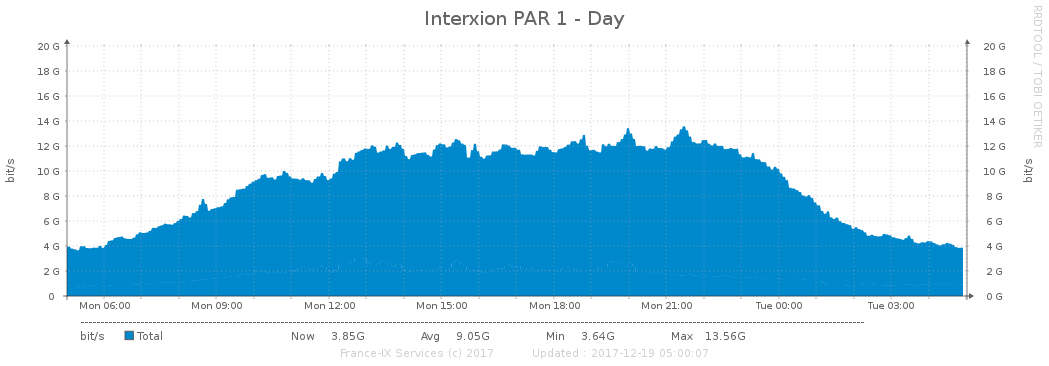 Interxion PAR 1 - Day
RRDTOOL / TOBI OETIKER
bit/s
20 G 20 G
18 G 18 G
16 G 16 G
14 G 14 G
12 G 12 G
10 G 10 G
8 G 8 G
6 G 6 G
4 G 4 G
2 G 2 G
0 0 G
bit/s
Mon 06:00 Mon 09:00 Mon 12:00 Mon 15:00 Mon 18:00 Mon 21:00 Tue 00:00 Tue 03:00
bit/s Total Now 3.85G Avg 9.05G Min 3.64G Max 13.56G
France-IX Services (c) 2017 Updated : 2017-12-19 05:00:07